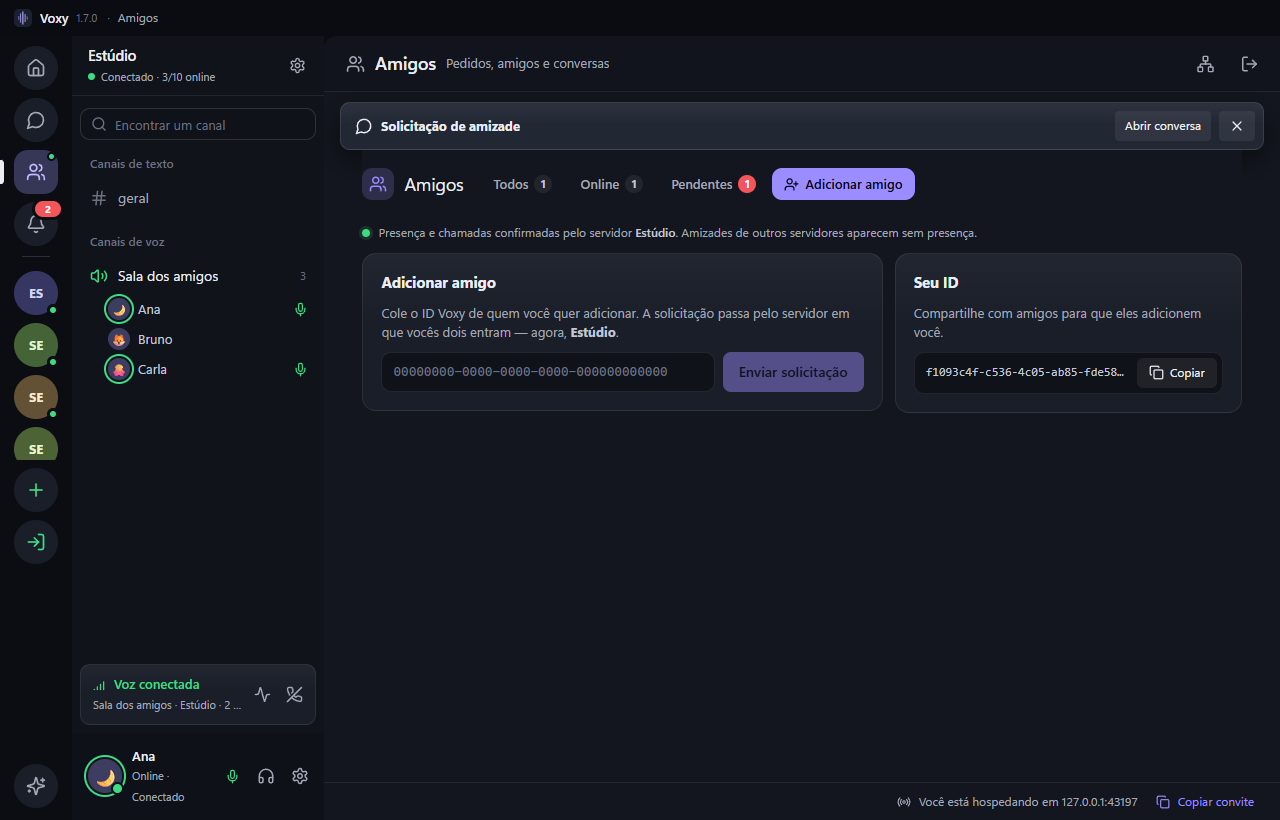 Voxy 1.7.0 · Amigos
Estúdio
Conectado · 3/10 online
Amigos Pedidos, amigos e conversas
Solicitação de amizade
Abrir conversa
Encontrar um canal
Canais de texto
geral
Canais de voz
Sala dos amigos 3
Ana
Bruno
Carla
2
ES
SE
SE
SE
Amigos
Todos 1
Online 1
Pendentes 1
Adicionar amigo
Presença e chamadas confirmadas pelo servidor Estúdio. Amizades de outros servidores aparecem sem presença.
Adicionar amigo
Cole o ID Voxy de quem você quer adicionar. A solicitação passa pelo servidor em
que vocês dois entram — agora, Estúdio.
00000000-0000-0000-0000-000000000000
Enviar solicitação
Seu ID
Compartilhe com amigos para que eles adicionem
você.
f1093c4f-c536-4c05-ab85-fde58…
Copiar
Voz conectada
Sala dos amigos · Estúdio · 2 ...
Ana
Online ·
Conectado
Você está hospedando em 127.0.0.1:43197
Copiar convite